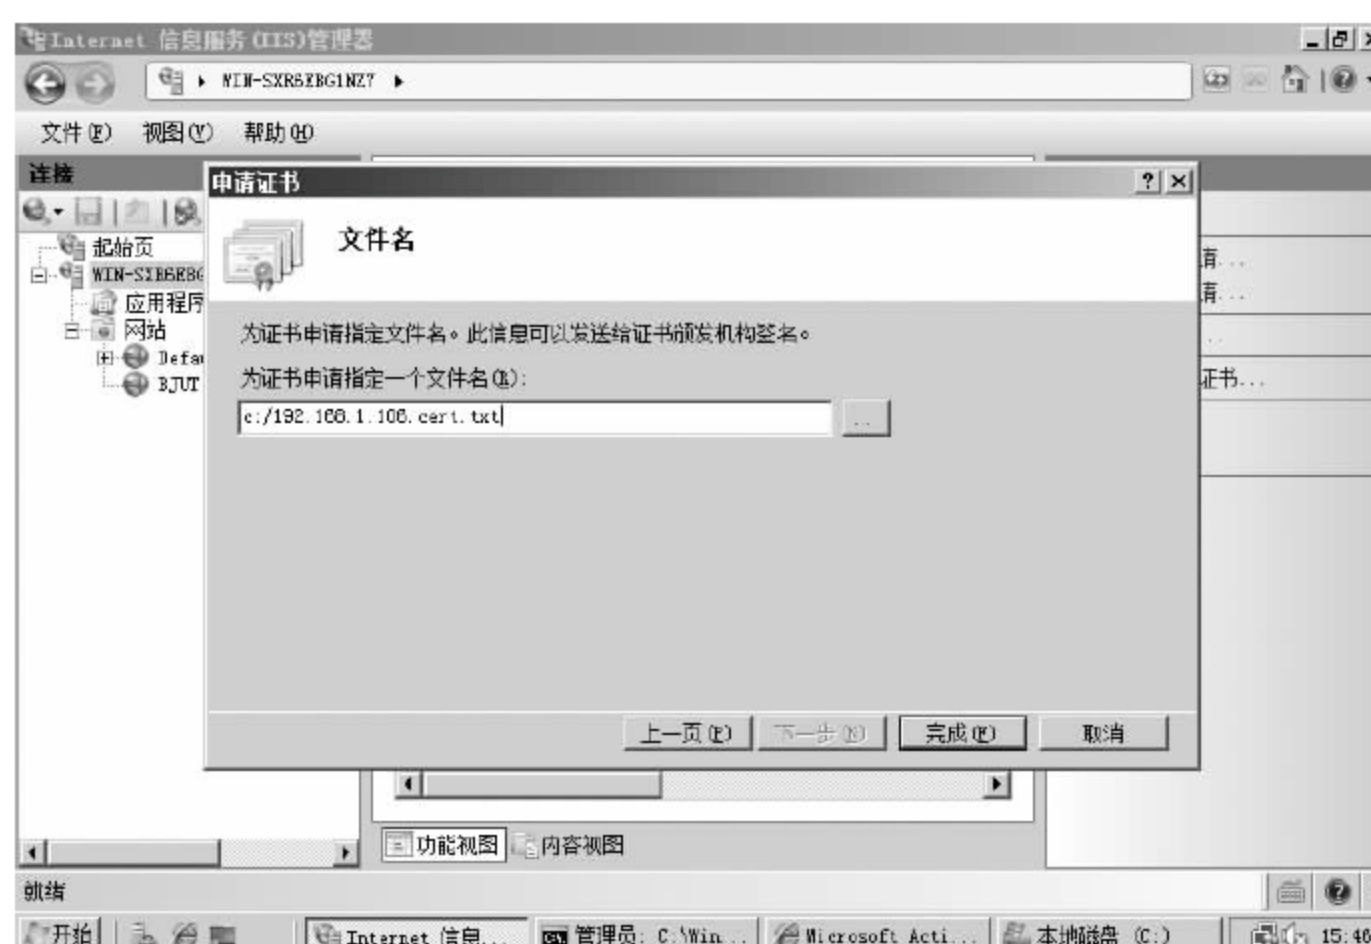 Internet 信息服务(IIS)管理器
WIN-SXR6EBG1NZ7
文件(F) 视图(V) 帮助(H)
连接
起始页
应用程序
网站
Defau
BJUT
申请证书
文件名
为证书申请指定文件名。此信息可以发送给证书颁发机构签名。
为证书申请指定一个文件名(R):
c:/192.168.1.106.cert.txt
...
上一页(P) 下一步(N) 完成(F) 取消
请...
请...
证书...
功能视图 内容视图
就绪
开始 Internet 信息... 管理员: C:\Win... Microsoft Acti... 本地磁盘 (C:)